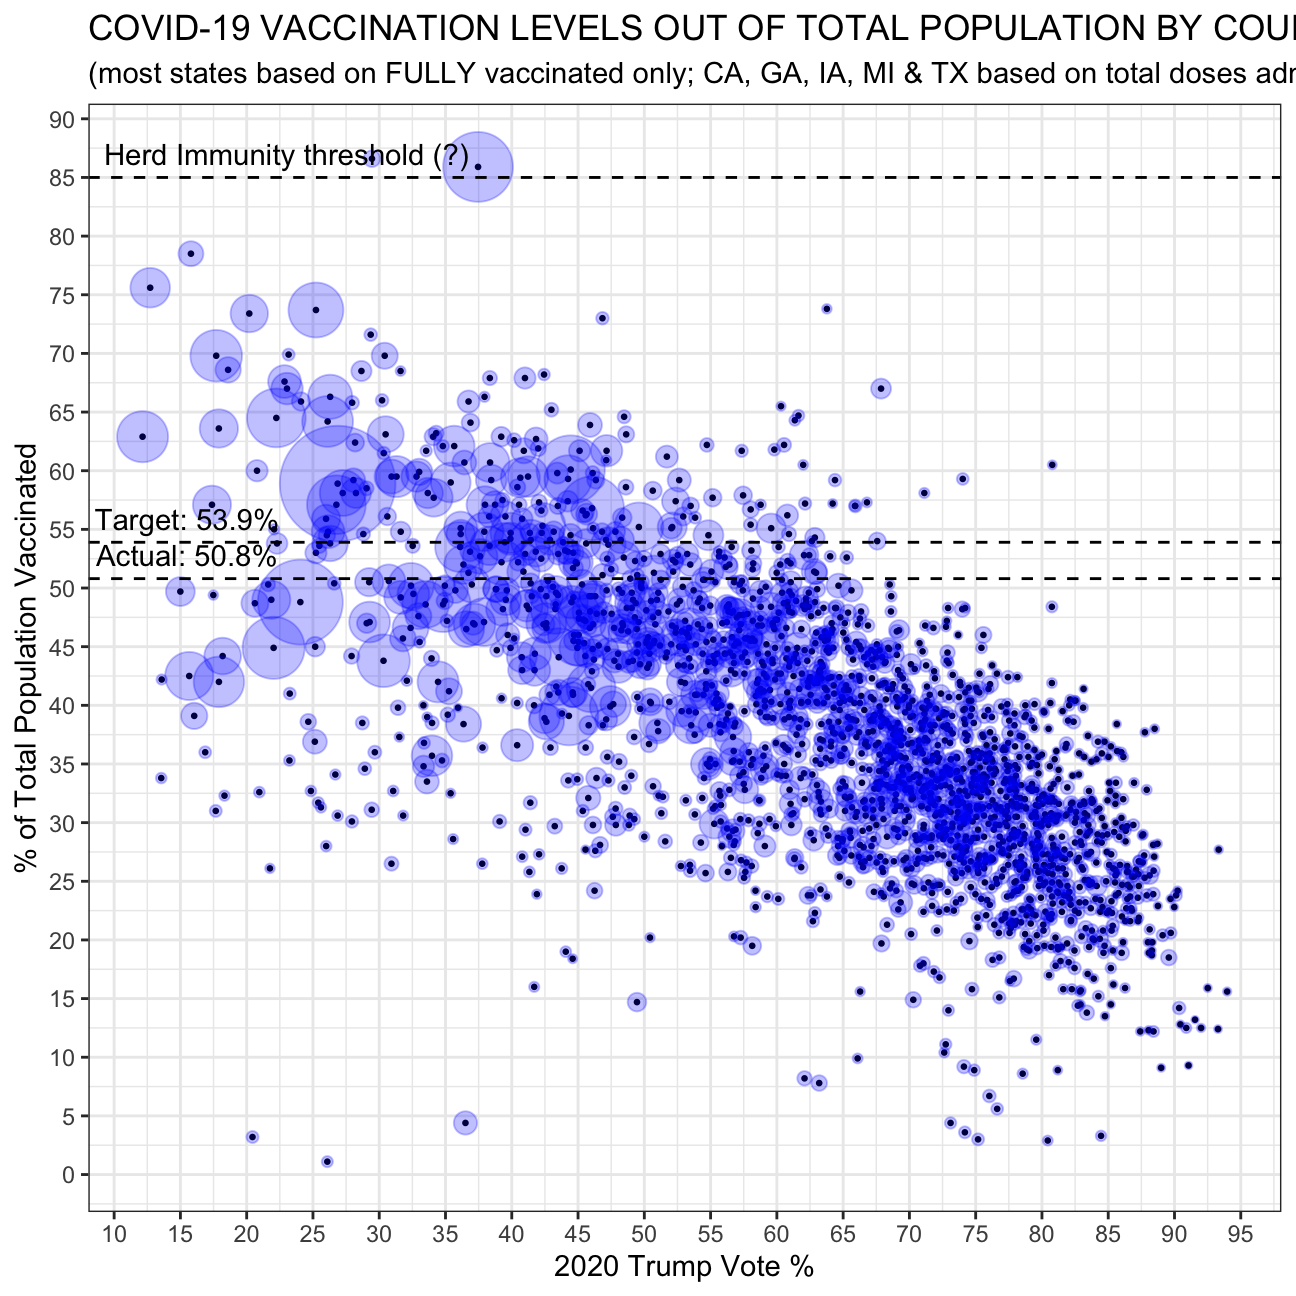 COVID-19 VACCINATION LEVELS OUT OF TOTAL POPULATION BY
(most states based on FULLY vaccinated only; CA, GA, IA, MI & TX based on total doses
90
Herd Immunity threshold (?)
85
80
75
70
65
60
55
Target: 53.9%
Actual: 50.8%
50
45
40
35
30
25
20
15
10
5
0
% of Total Population Vaccinated
10 15 20 25 30 35 40 45 50 55 60 65 70 75 80 85 90 95
2020 Trump Vote %